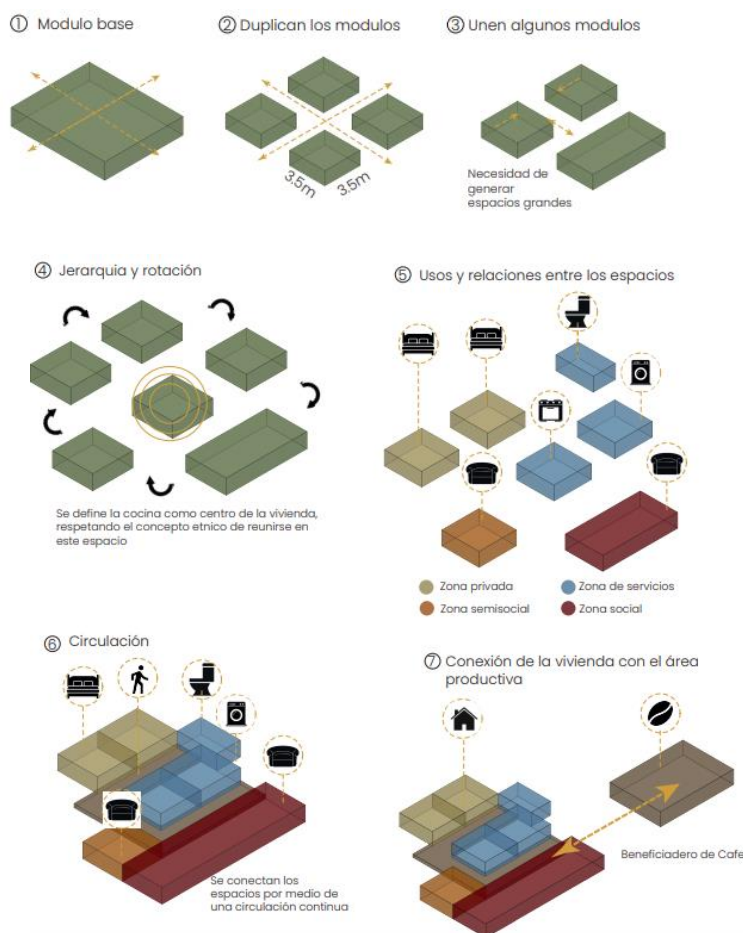 ① Modulo base
② Duplican los modulos
③ Unen algunos modulos
3.5m
3.5m
Necesidad de
generar
espacios grandes
④ Jerarquia y rotación
Se define la cocina como centro de la vivienda,
respetando el concepto etnico de reunirse en
este espacio
⑤ Usos y relaciones entre los espacios
Zona privada
Zona de servicios
Zona semisocial
Zona social
⑥ Circulación
Se conectan los
espacios por medio de
una circulación continua
⑦ Conexión de la vivienda con el área
productiva
Beneficiadero de Cafe